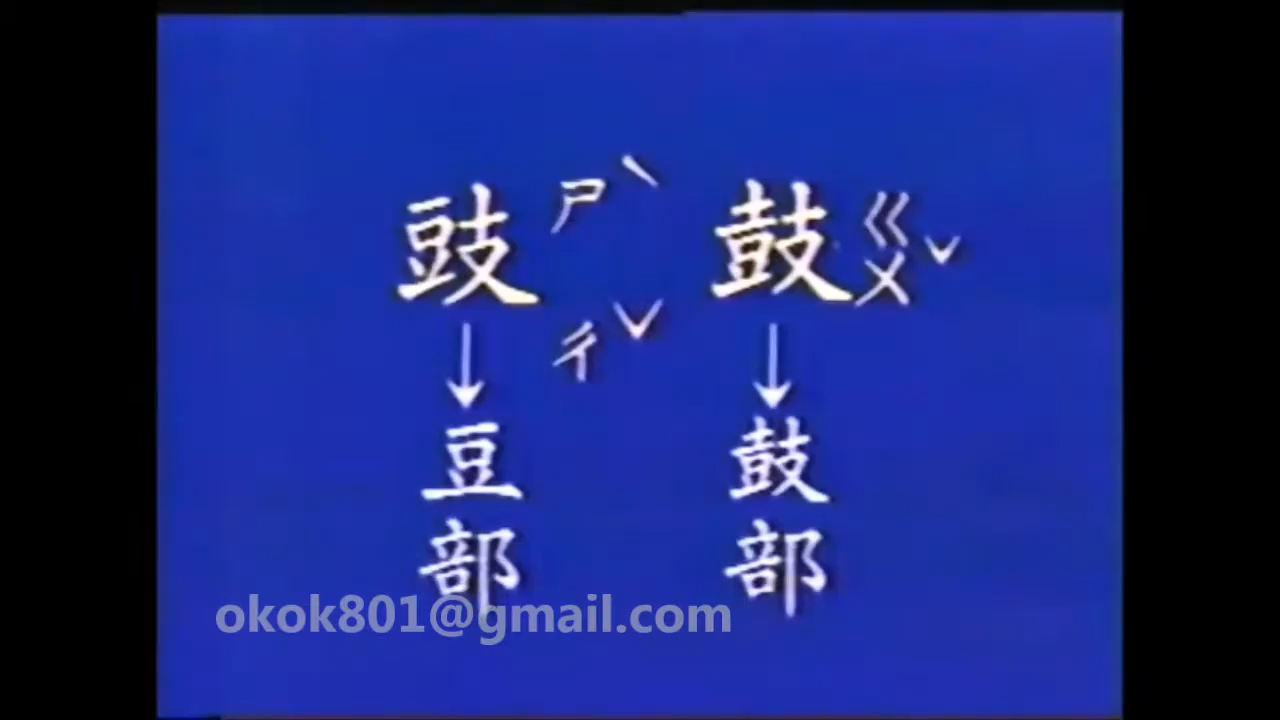 豉 ㄕˋ ㄔˇ
↓
豆部
鼓 ㄍㄨˇ
↓
鼓部
okok801@gmail.com